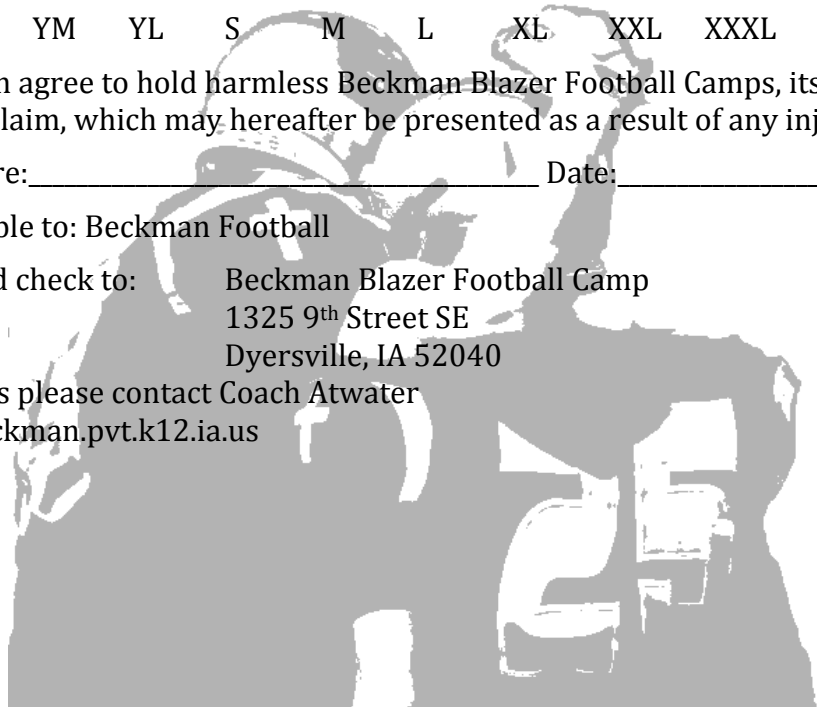 YM YL S M L XL XXL XXXL
n agree to hold harmless Beckman Blazer Football Camps, its
laim, which may hereafter be presented as a result of any inj
re:_______________________________________ Date:________________
ble to: Beckman Football
d check to: Beckman Blazer Football Camp
1325 9th Street SE
Dyersville, IA 52040
s please contact Coach Atwater
ckman.pvt.k12.ia.us